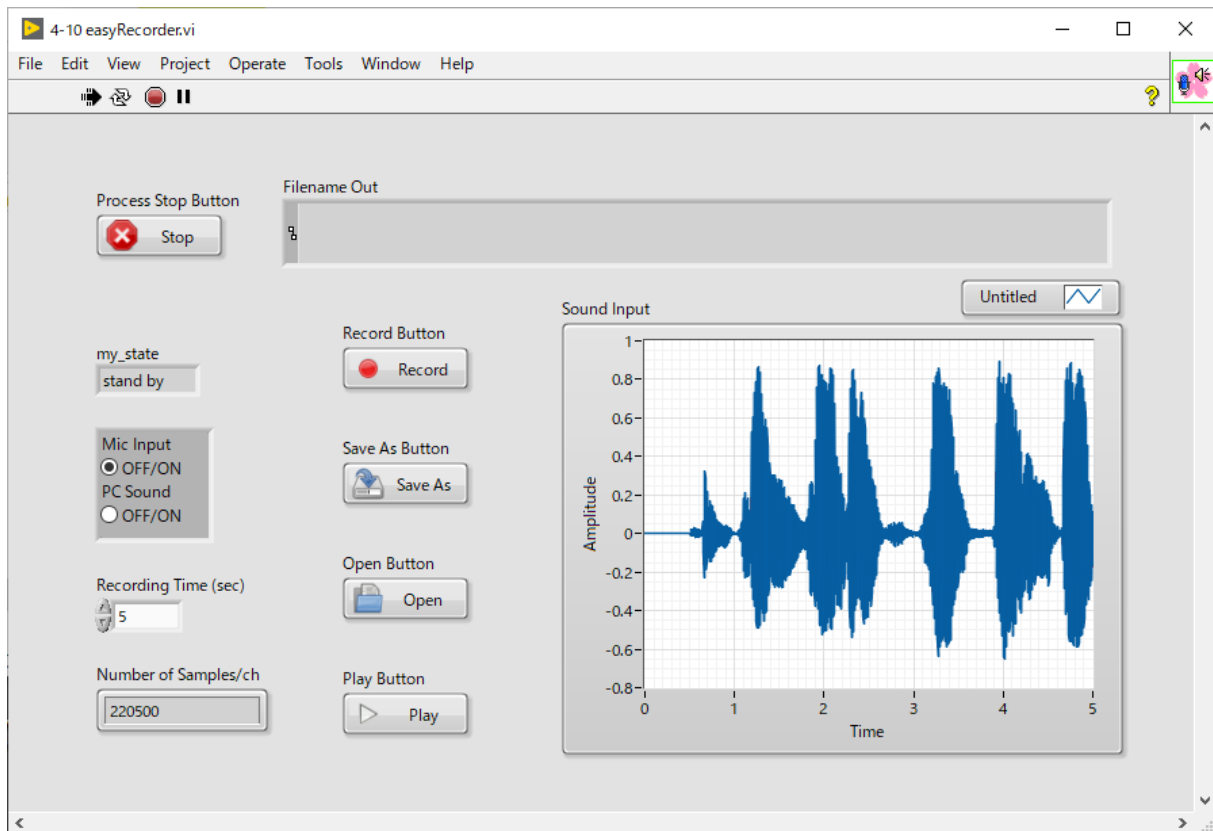 4-10 easyRecorder.vi
File Edit View Project Operate Tools Window Help
Filename Out
Process Stop Button
Stop
Untitled
Sound Input
Record Button
Record
my_state
stand by
Mic Input
OFF/ON
PC Sound
OFF/ON
Save As Button
Save As
Open Button
Open
Recording Time (sec)
5
Number of Samples/ch
220500
Play Button
Play
Amplitude
1
0.8
0.6
0.4
0.2
0
-0.2
-0.4
-0.6
-0.8
0 1 2 3 4 5
Time